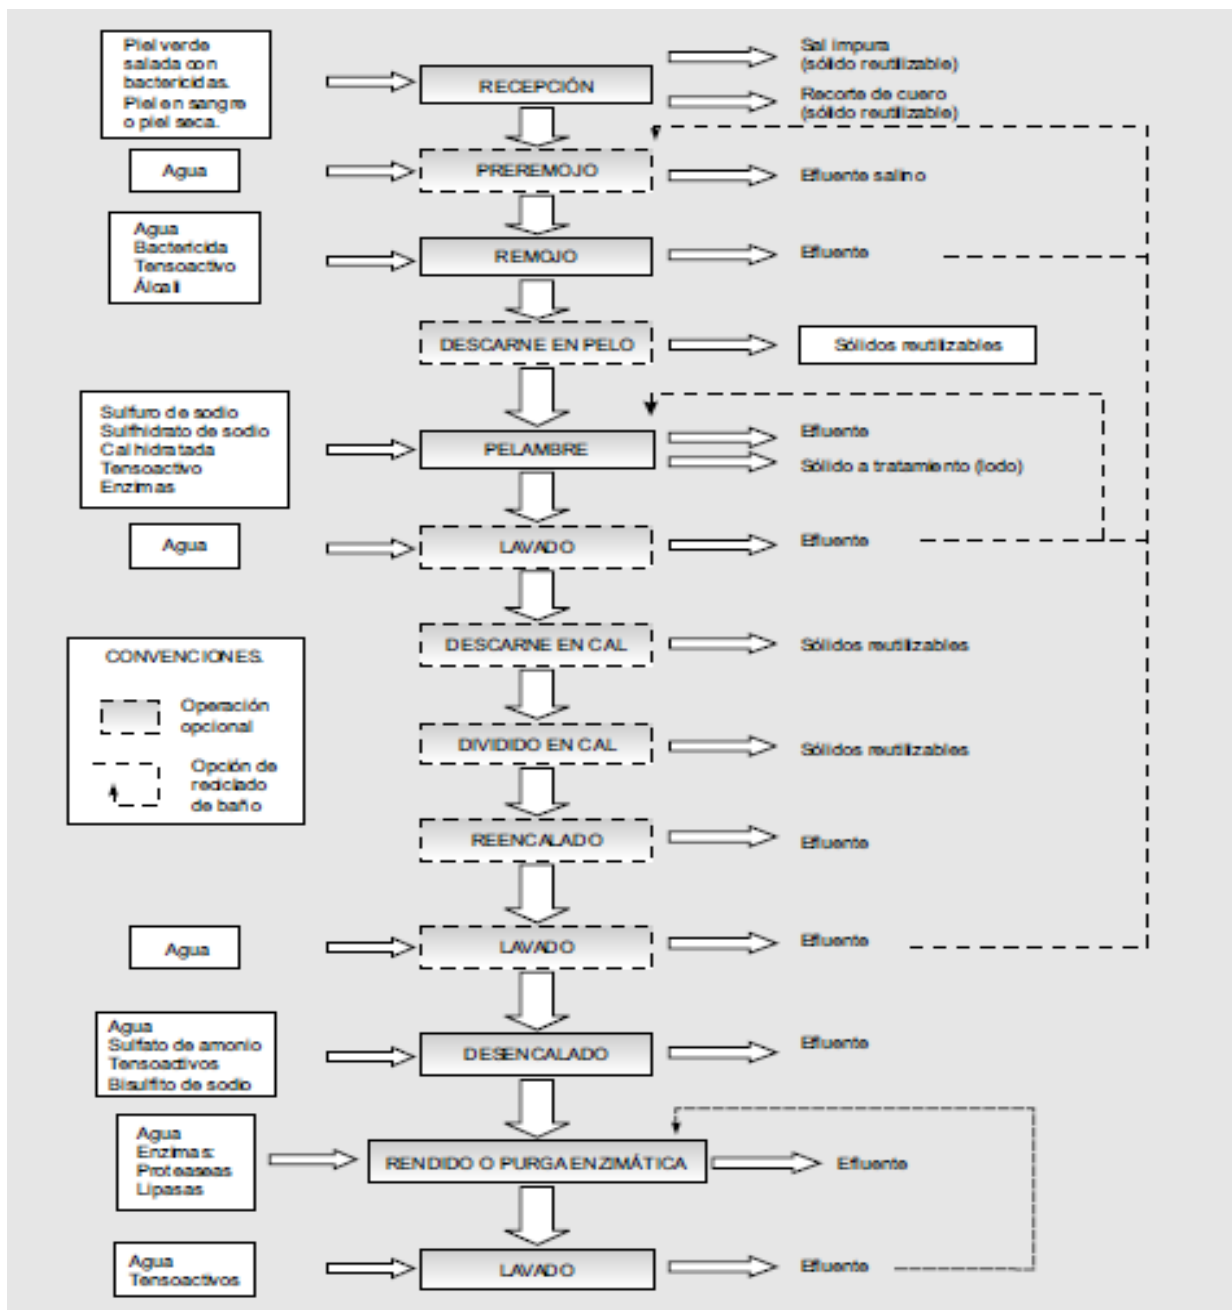 Piel verde
salada con
bactericidas.
Piel en sangre
o piel seca.
RECEPCIÓN
Sal impura
(sólido reutilizable)
Recorte de cuero
(sólido reutilizable)
Agua
PREREMOJO
Efluente salino
Agua
Bactericida
Tensoactivo
Álcali
REMOJO
Efluente
DESCARNE EN PELO
Sólidos reutilizables
Sulfuro de sodio
Sulfhidrato de sodio
Cal hidratada
Tensoactivo
Enzimas
PELAMBRE
Efluente
Sólido a tratamiento (lodo)
Agua
LAVADO
Efluente
DESCARNE EN CAL
Sólidos reutilizables
CONVENCIONES.
Operación
opcional
Opción de
reciclado
de baño
DIVIDIDO EN CAL
Sólidos reutilizables
REENCALADO
Efluente
Agua
LAVADO
Efluente
Agua
Sulfato de amonio
Tensoactivos
Bisulfito de sodio
DESENCALADO
Efluente
Agua
Enzimas:
Proteaseas
Lipasas
RENDIDO O PURGA ENZIMÁTICA
Efluente
Agua
Tensoactivos
LAVADO
Efluente